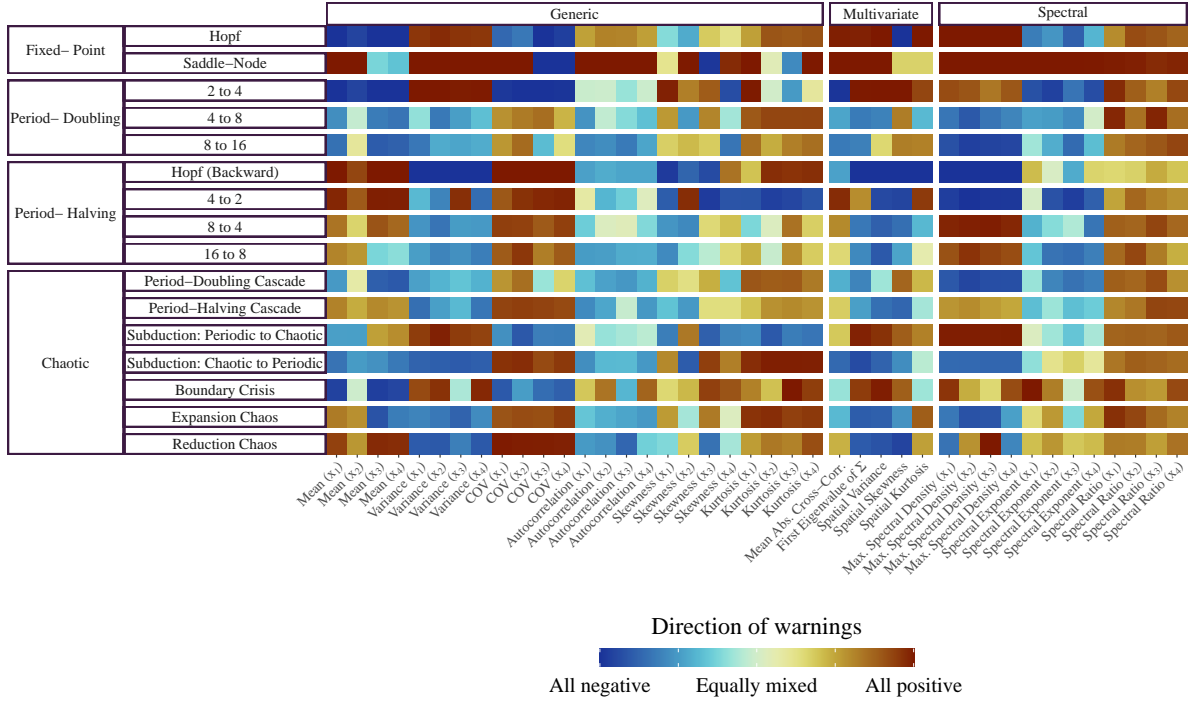 Generic Multivariate Spectral
Fixed− Point
Hopf
Saddle−Node
Period− Doubling
2 to 4
4 to 8
8 to 16
Period− Halving
Hopf (Backward)
4 to 2
8 to 4
16 to 8
Chaotic
Period−Doubling Cascade
Period−Halving Cascade
Subduction: Periodic to Chaotic
Subduction: Chaotic to Periodic
Boundary Crisis
Expansion Chaos
Reduction Chaos
Mean (x₁)
Mean (x₂)
Mean (x₃)
Mean (x₄)
Variance (x₁)
Variance (x₂)
Variance (x₃)
Variance (x₄)
COV (x₁)
COV (x₂)
COV (x₃)
COV (x₄)
Autocorrelation (x₁)
Autocorrelation (x₂)
Autocorrelation (x₃)
Autocorrelation (x₄)
Skewness (x₁)
Skewness (x₂)
Skewness (x₃)
Skewness (x₄)
Kurtosis (x₁)
Kurtosis (x₂)
Kurtosis (x₃)
Kurtosis (x₄)
Mean Abs. Cross−Corr.
First Eigenvalue of Σ
Spatial Variance
Spatial Skewness
Spatial Kurtosis
Max. Spectral Density (x₁)
Max. Spectral Density (x₂)
Max. Spectral Density (x₃)
Max. Spectral Density (x₄)
Spectral Exponent (x₁)
Spectral Exponent (x₂)
Spectral Exponent (x₃)
Spectral Exponent (x₄)
Spectral Ratio (x₁)
Spectral Ratio (x₂)
Spectral Ratio (x₃)
Spectral Ratio (x₄)
Direction of warnings
All negative Equally mixed All positive